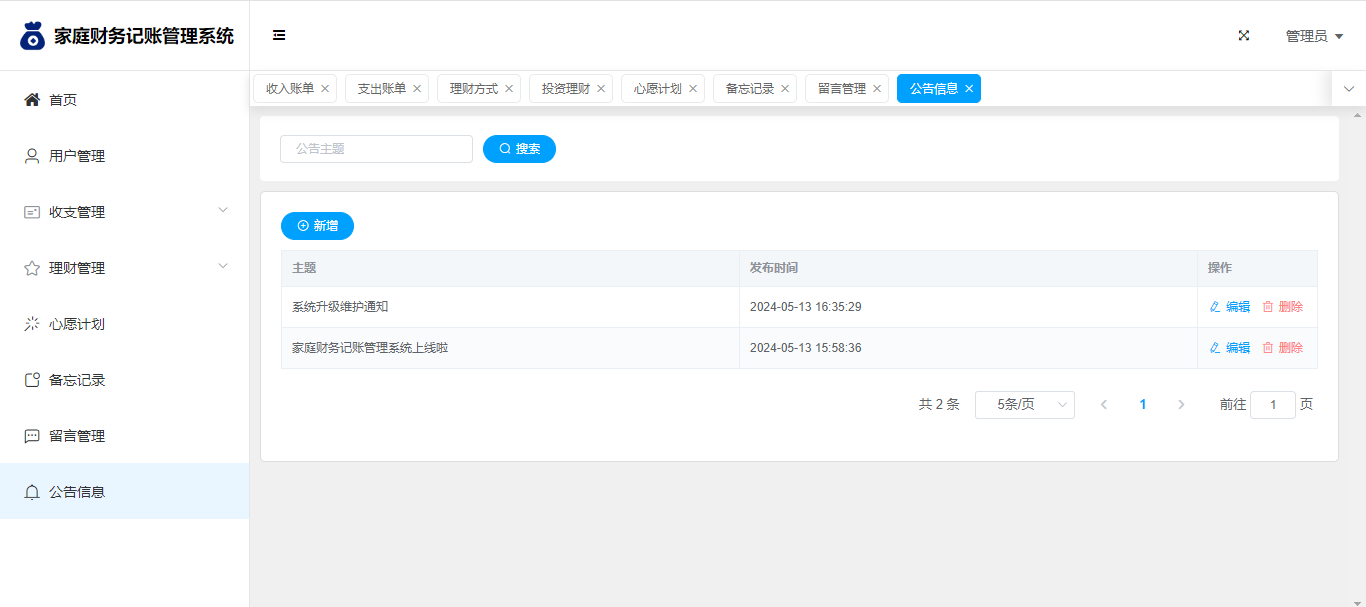 家庭财务记账管理系统
管理员
首页
用户管理
收支管理
理财管理
心愿计划
备忘记录
留言管理
公告信息
收入账单 支出账单 理财方式 投资理财 心愿计划 备忘记录 留言管理 公告信息
公告主题 搜索
新增
主题 发布时间 操作
系统升级维护通知 2024-05-13 16:35:29 编辑 删除
家庭财务记账管理系统上线啦 2024-05-13 15:58:36 编辑 删除
共 2 条 5条/页 1 前往 1 页